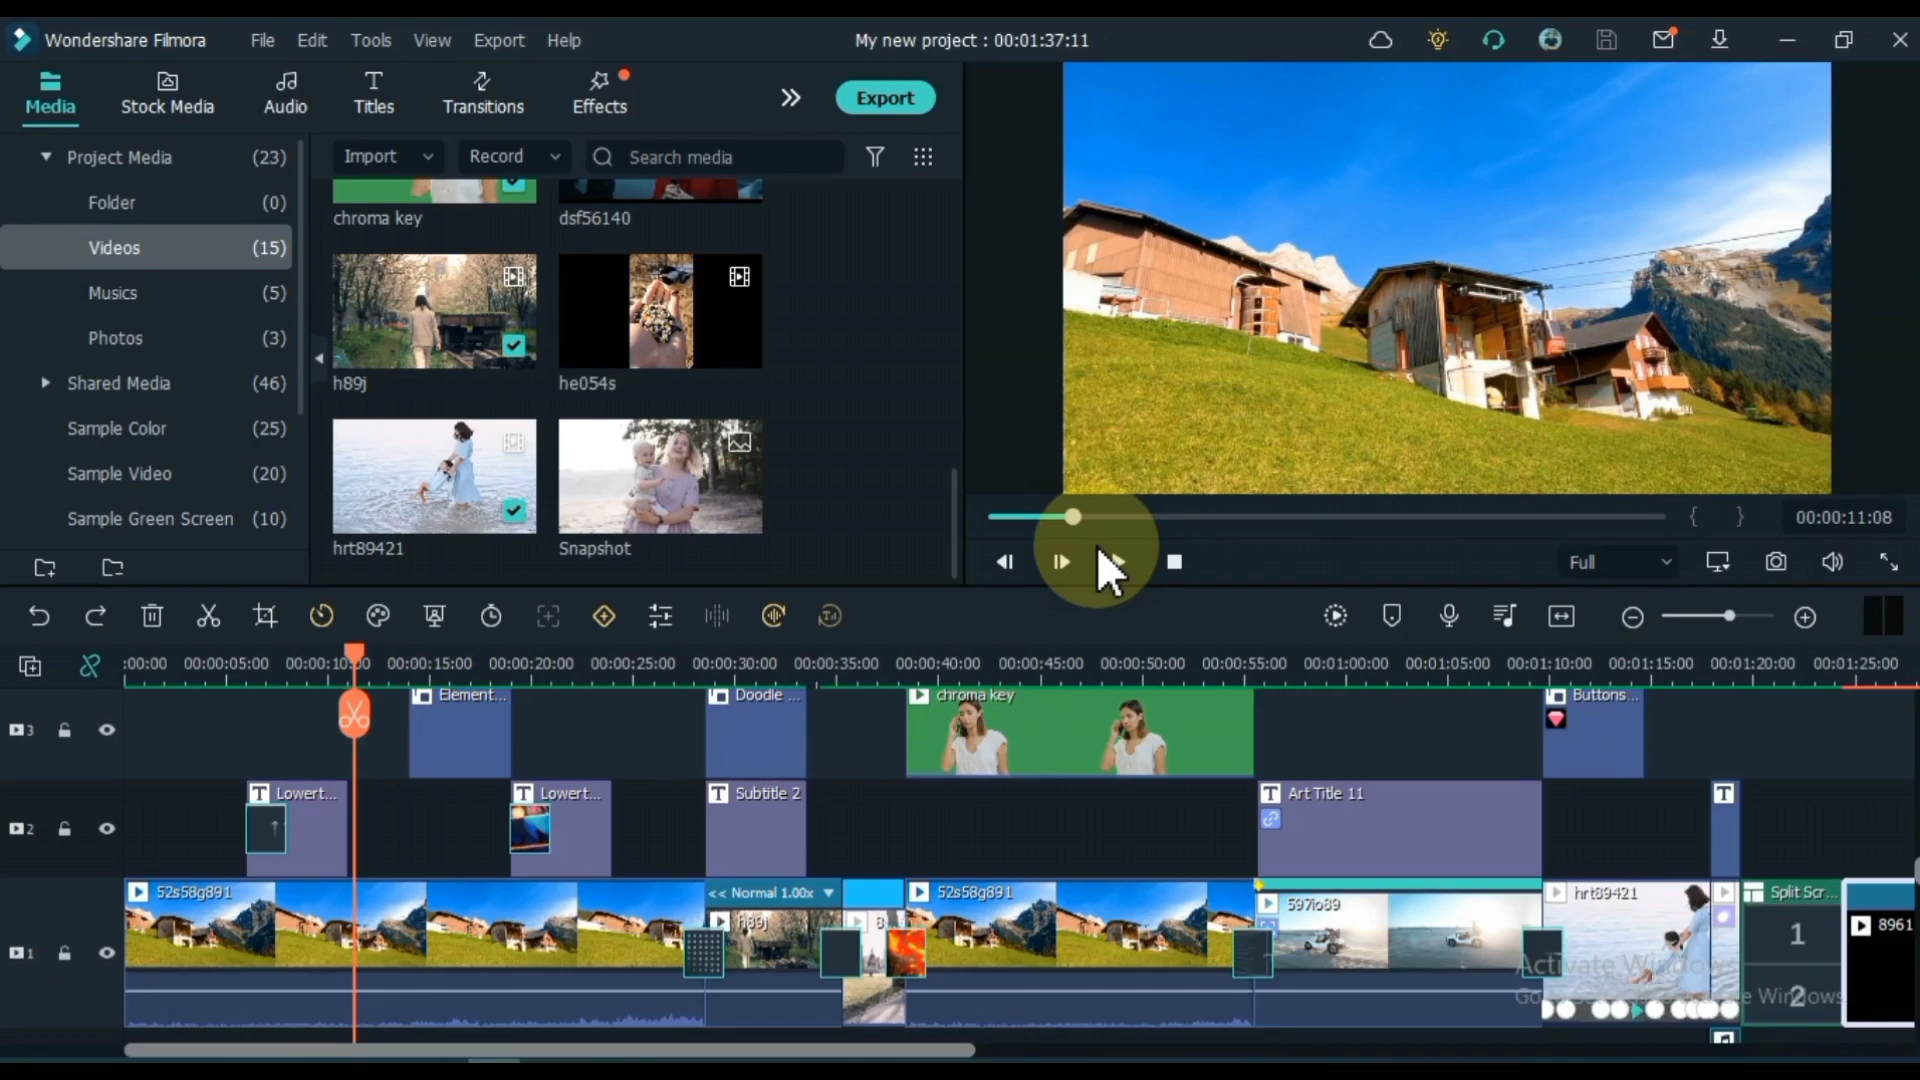 Wondershare Filmora File Edit Tools View Export Help My new project : 00:01:37:11
Media Stock Media Audio Titles Transitions Effects Export
Project Media (23) Import Record Search media
Folder (0)
Videos (15)
Musics (5)
Photos (3)
Shared Media (46)
Sample Color (25)
Sample Video (20)
Sample Green Screen (10)
chroma key dsf56140
h89j he054s
hrt89421 Snapshot
{ } 00:00:11:08
Full
:00:00 00:00:05:00 00:00:10:00 00:00:15:00 00:00:20:00 00:00:25:00 00:00:30:00 00:00:35:00 00:00:40:00 00:00:45:00 00:00:50:00 00:00:55:00 00:01:00:00 00:01:05:00 00:01:10:00 00:01:15:00 00:01:20:00 00:01:25:00
3 Element... Doodle ... chroma key Buttons...
2 T Lowert... T Lowert... T Subtitle 2 T Art Title 11 T
1 52s58g891 << Normal 1.00x h89j 8... 52s58g891 597io89 hrt89421 Split Scr... 1 2 8961
Activate Windows